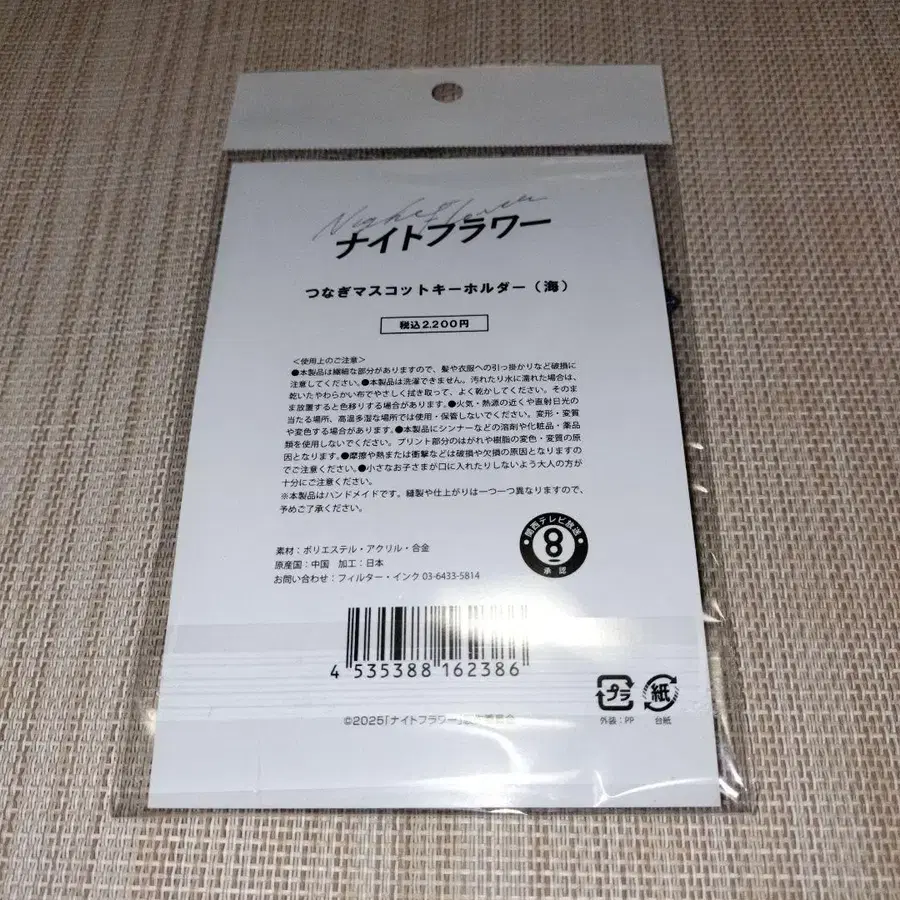 Night Flower
ナイトフラワー
つなぎマスコットキーホルダー（海）
税込2,200円
＜使用上のご注意＞
●本製品は繊細な部分がありますので、髪や衣服への引っ掛かりなど破損に
注意してください。●本製品は洗濯できません。汚れたり水に濡れた場合は、
乾いたやわらかい布でやさしく拭き取って、よく乾かしてください。そのま
ま放置すると色移りする場合があります。●火気・熱源の近くや直射日光の
当たる場所、高温多湿な場所では使用・保管しないでください。変形・変質
や変色する場合があります。●本製品にシンナーなどの溶剤や化粧品・薬品
類を使用しないでください。プリント部分のはがれや樹脂の変色・変質の原
因となります。●摩擦や熱または衝撃などは破損や欠損の原因となりますの
でご注意ください。●小さなお子さまが口に入れたりしないよう大人の方が
十分にご注意ください。
※本製品はハンドメイドです。縫製や仕上がりは一つ一つ異なりますので、
予めご了承ください。
関西テレビ放送
8
承認
素材：ポリエステル・アクリル・合金
原産国：中国　加工：日本
お問い合わせ：フィルター・インク 03-6433-5814
4 535388 162386
プラ
紙
外装：PP
台紙
©2025「ナイトフラワー」